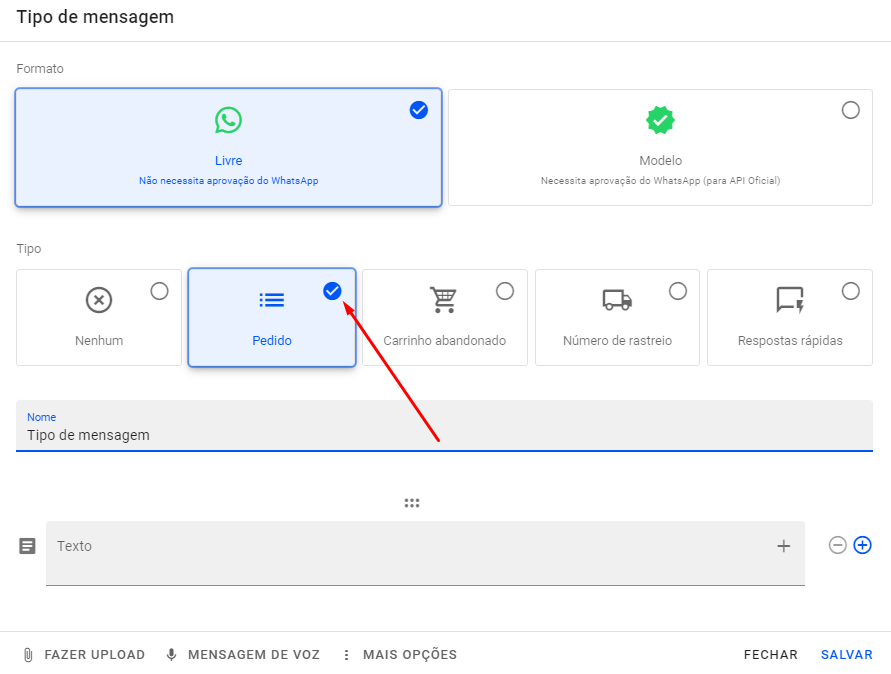 Tipo de mensagem
Formato
Livre
Não necessita aprovação do WhatsApp
Modelo
Necessita aprovação do WhatsApp (para API Oficial)
Tipo
Nenhum
Pedido
Carrinho abandonado
Número de rastreio
Respostas rápidas
Nome
Tipo de mensagem
Texto
FAZER UPLOAD
MENSAGEM DE VOZ
MAIS OPÇÕES
FECHAR
SALVAR